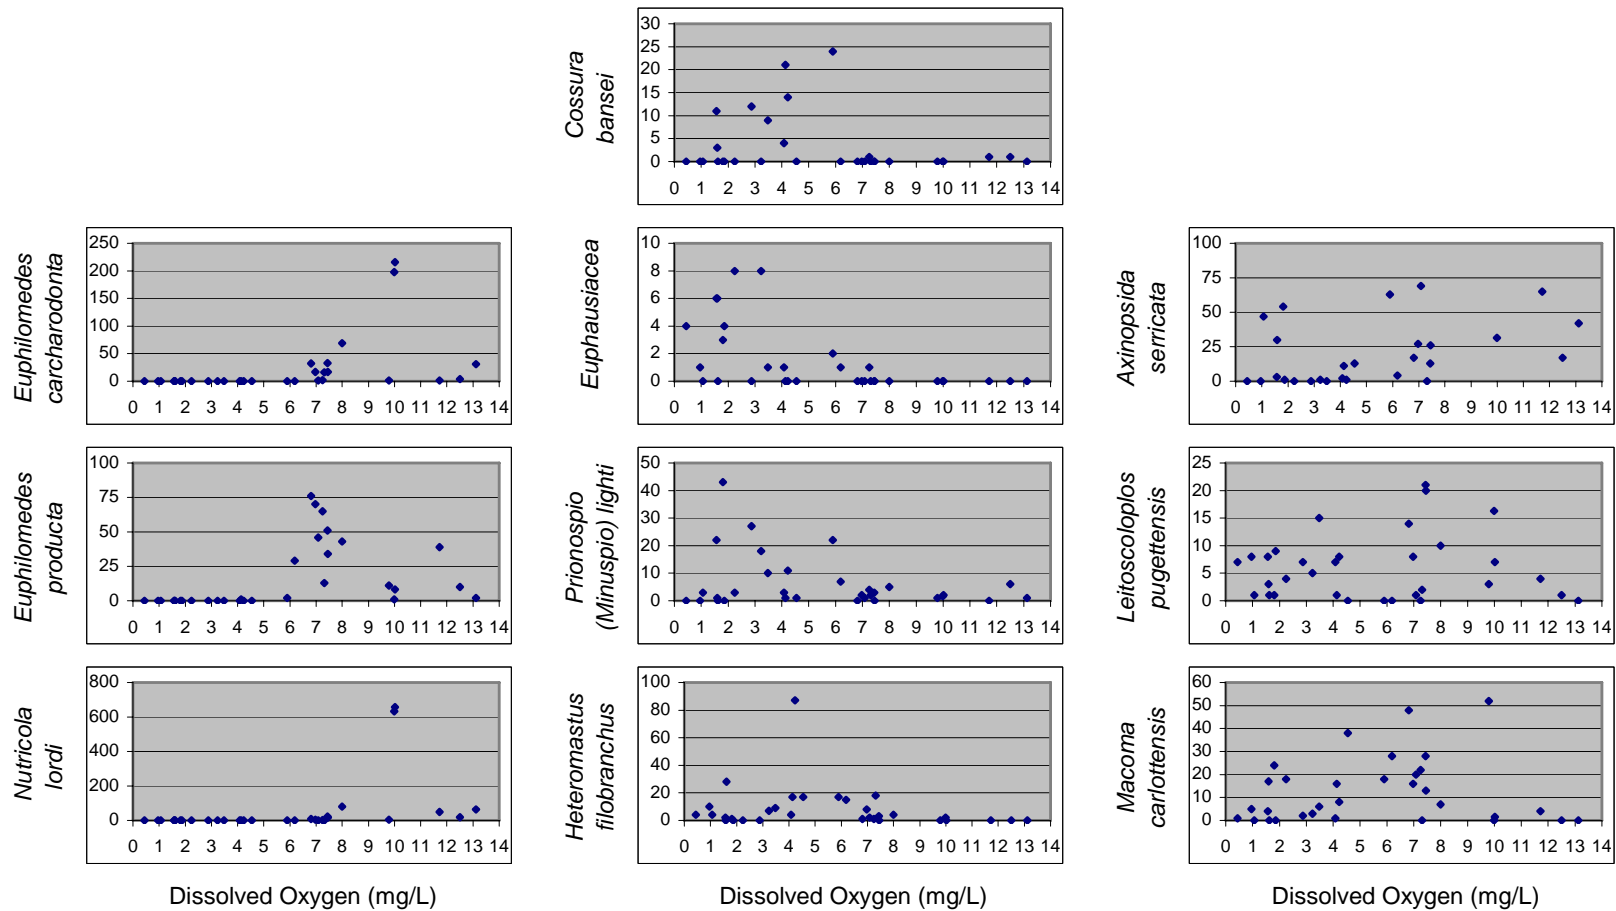 Cossura
bansei
30
25
20
15
10
5
0
0 1 2 3 4 5 6 7 8 9 10 11 12 13 14
Euphilomedes
carcharodonta
250
200
150
100
50
0
0 1 2 3 4 5 6 7 8 9 10 11 12 13 14
Euphausiacea
10
8
6
4
2
0
0 1 2 3 4 5 6 7 8 9 10 11 12 13 14
Axinopsida
serricata
100
75
50
25
0
0 1 2 3 4 5 6 7 8 9 10 11 12 13 14
Euphilomedes
producta
100
75
50
25
0
0 1 2 3 4 5 6 7 8 9 10 11 12 13 14
Prionospio
(Minuspio) lighti
50
40
30
20
10
0
0 1 2 3 4 5 6 7 8 9 10 11 12 13 14
Leitoscoloplos
pugettensis
25
20
15
10
5
0
0 1 2 3 4 5 6 7 8 9 10 11 12 13 14
Nutricola
lordi
800
600
400
200
0
0 1 2 3 4 5 6 7 8 9 10 11 12 13 14
Heteromastus
filobranchus
100
80
60
40
20
0
0 1 2 3 4 5 6 7 8 9 10 11 12 13 14
Macoma
carlottensis
60
50
40
30
20
10
0
0 1 2 3 4 5 6 7 8 9 10 11 12 13 14
Dissolved Oxygen (mg/L)
Dissolved Oxygen (mg/L)
Dissolved Oxygen (mg/L)